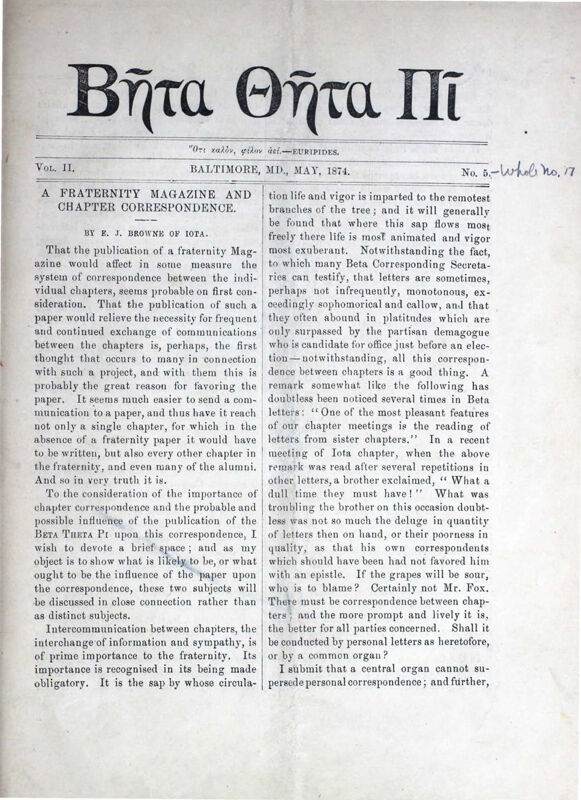 Βῆτα Θῆτα Πῖ
"Οτι καλὸν, φίλον ἀεί.—EURIPIDES.
VOL. II. BALTIMORE, MD., MAY, 1874. No. 5.—Whole No. 17
A FRATERNITY MAGAZINE AND
CHAPTER CORRESPONDENCE.
BY E. J. BROWNE OF IOTA.
That the publication of a fraternity Mag-
azine would affect in some measure the
system of correspondence between the indi-
vidual chapters, seems probable on first con-
sideration. That the publication of such a
paper would relieve the necessity for frequent
and continued exchange of communications
between the chapters is, perhaps, the first
thought that occurs to many in connection
with such a project, and with them this is
probably the great reason for favoring the
paper. It seems much easier to send a com-
munication to a paper, and thus have it reach
not only a single chapter, for which in the
absence of a fraternity paper it would have
to be written, but also every other chapter in
the fraternity, and even many of the alumni.
And so in very truth it is.
To the consideration of the importance of
chapter correspondence and the probable and
possible influence of the publication of the
BETA THETA PI upon this correspondence, I
wish to devote a brief space; and as my
object is to show what is likely to be, or what
ought to be the influence of the paper upon
the correspondence, these two subjects will
be discussed in close connection rather than
as distinct subjects.
Intercommunication between chapters, the
interchange of information and sympathy, is
of prime importance to the fraternity. Its
importance is recognised in its being made
obligatory. It is the sap by whose circula-
tion life and vigor is imparted to the remotest
branches of the tree; and it will generally
be found that where this sap flows most
freely there life is most animated and vigor
most exuberant. Notwithstanding the fact,
to which many Beta Corresponding Secreta-
ries can testify, that letters are sometimes,
perhaps not infrequently, monotonous, ex-
ceedingly sophomorical and callow, and that
they often abound in platitudes which are
only surpassed by the partisan demagogue
who is candidate for office just before an elec-
tion—notwithstanding, all this correspon-
dence between chapters is a good thing. A
remark somewhat like the following has
doubtless been noticed several times in Beta
letters: "One of the most pleasant features
of our chapter meetings is the reading of
letters from sister chapters." In a recent
meeting of Iota chapter, when the above
remark was read after several repetitions in
other letters, a brother exclaimed, "What a
dull time they must have!" What was
troubling the brother on this occasion doubt-
less was not so much the deluge in quantity
of letters then on hand, or their poorness in
quality, as that his own correspondents
which should have been had not favored him
with an epistle. If the grapes will be sour,
who is to blame? Certainly not Mr. Fox.
There must be correspondence between chap-
ters; and the more prompt and lively it is,
the better for all parties concerned. Shall it
be conducted by personal letters as heretofore,
or by a common organ?
I submit that a central organ cannot su-
persede personal correspondence; and further,